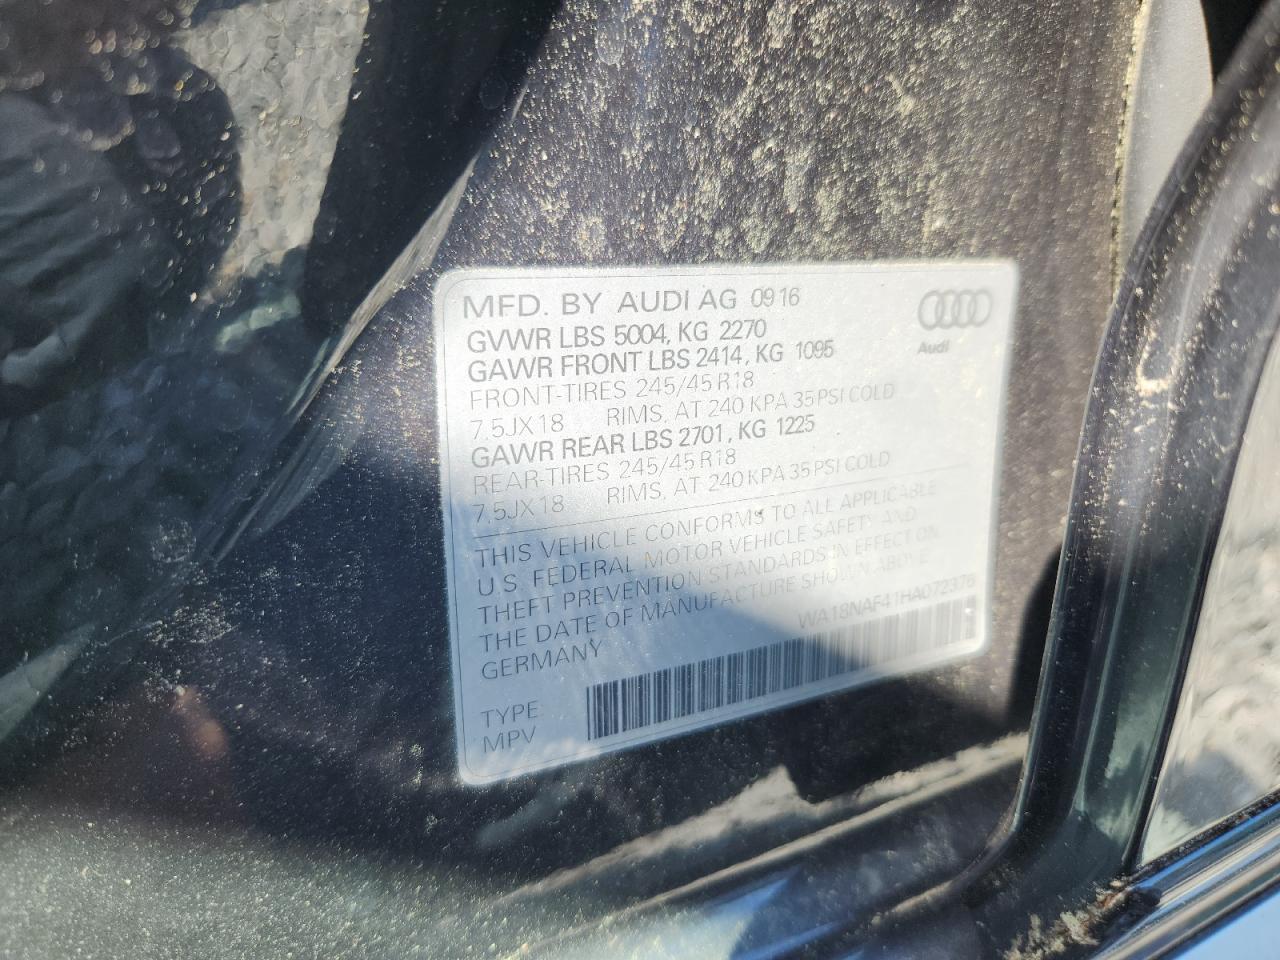 MFD. BY AUDI AG 0916
GVWR LBS 5004, KG 2270
GAWR FRONT LBS 2414, KG 1095
FRONT-TIRES 245/45 R18
7.5JX18 RIMS, AT 240 KPA 35 PSI COLD
GAWR REAR LBS 2701, KG 1225
REAR-TIRES 245/45 R18
7.5JX18 RIMS, AT 240 KPA 35 PSI COLD
Audi
THIS VEHICLE CONFORMS TO ALL APPLICABLE
U.S. FEDERAL MOTOR VEHICLE SAFETY AND
THEFT PREVENTION STANDARDS IN EFFECT ON
THE DATE OF MANUFACTURE SHOWN ABOVE
GERMANY
WA18NAF41HA072376
TYPE
MPV